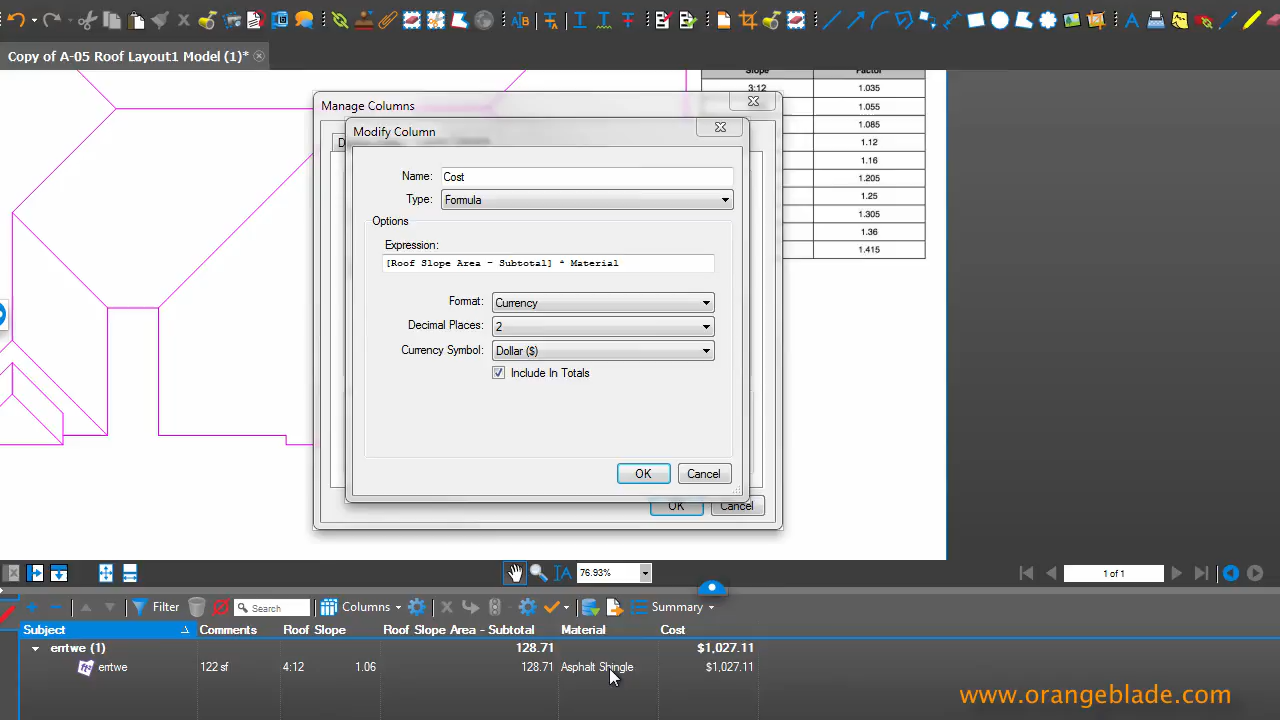 Copy of A-05 Roof Layout1 Model (1)*
Slope Factor
3:12 1.035
1.055
1.085
1.12
1.16
1.205
1.25
1.305
1.36
1.415
Manage Columns
Modify Column
Name: Cost
Type: Formula
Options
Expression:
[Roof Slope Area - Subtotal] * Material
Format: Currency
Decimal Places: 2
Currency Symbol: Dollar ($)
Include In Totals
OK Cancel
OK Cancel
76.93%
1 of 1
Filter Search Columns Summary
Subject Comments Roof Slope Roof Slope Area - Subtotal Material Cost
errtwe (1) 128.71 $1,027.11
errtwe 122 sf 4:12 1.06 128.71 Asphalt Shingle $1,027.11
www.orangeblade.com